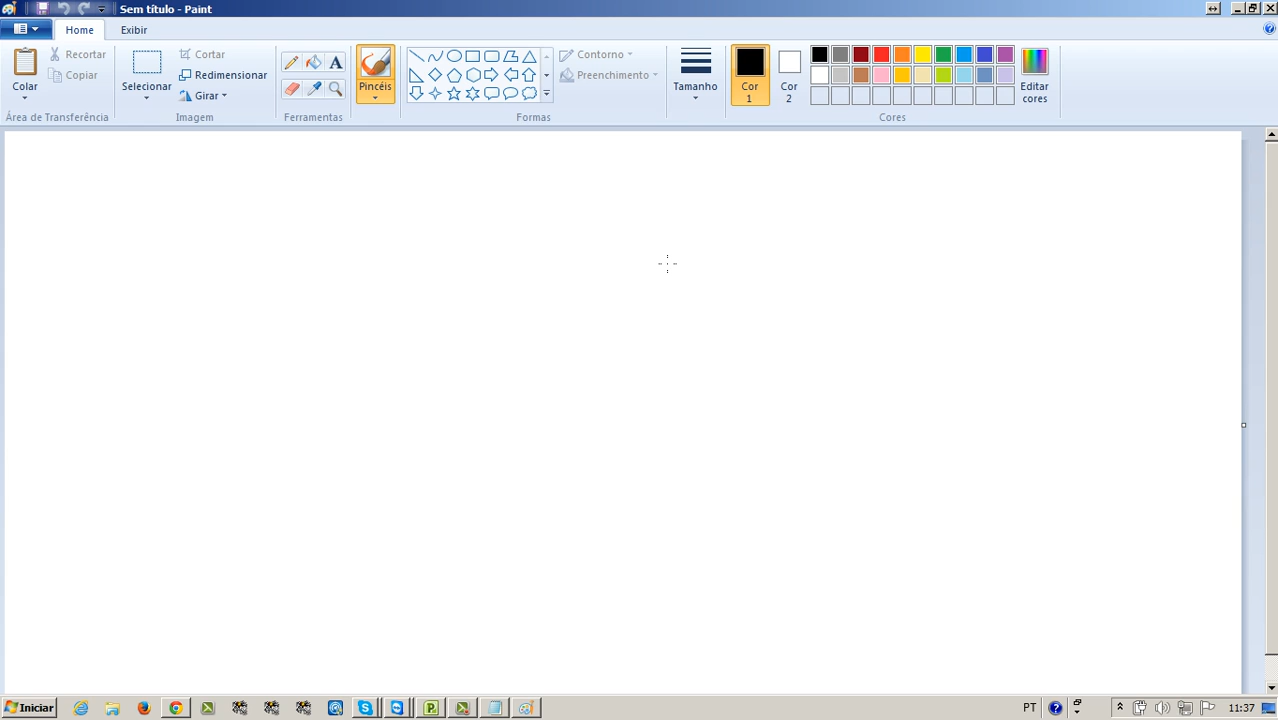 Sem título - Paint
Home Exibir
Colar
Recortar
Copiar
Área de Transferência
Selecionar
Cortar
Redimensionar
Girar
Imagem
A
Ferramentas
Pincéis
Contorno
Preenchimento
Formas
Tamanho
Cor 1
Cor 2
Editar cores
Cores
Iniciar
PT
11:37